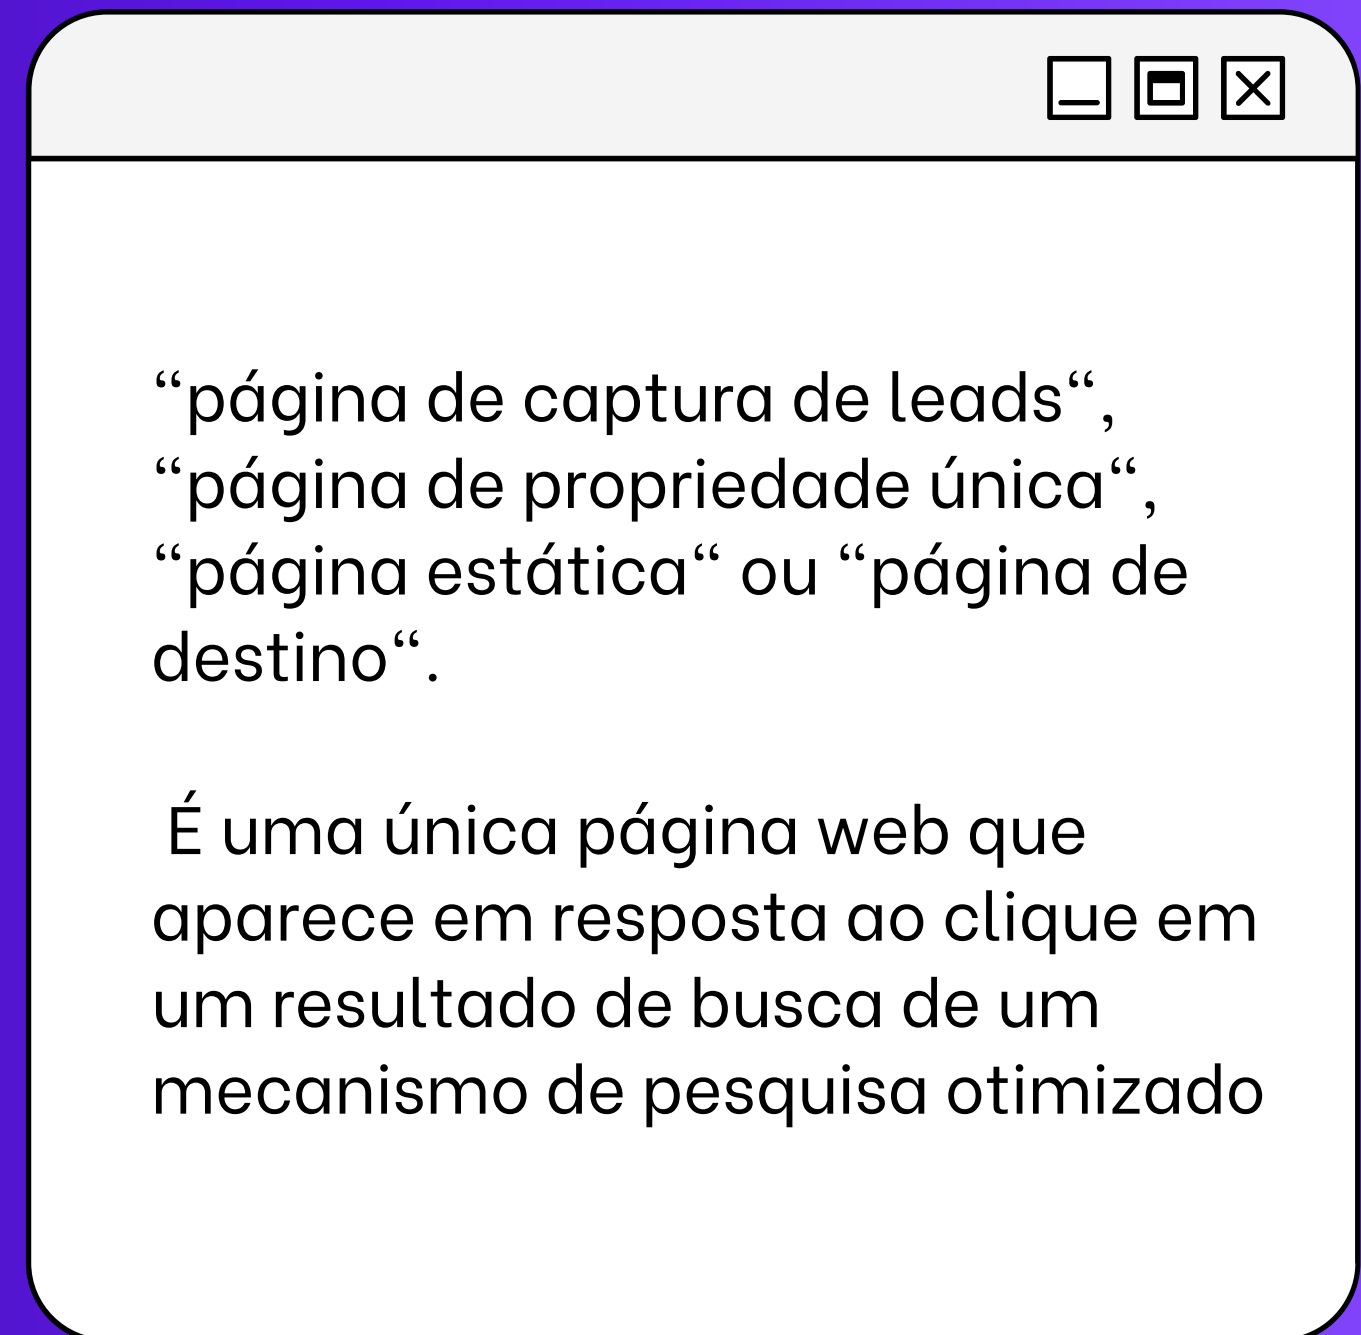 “página de captura de leads“,
“página de propriedade única“,
“página estática“ ou “página de
destino“.
É uma única página web que
aparece em resposta ao clique em
um resultado de busca de um
mecanismo de pesquisa otimizado